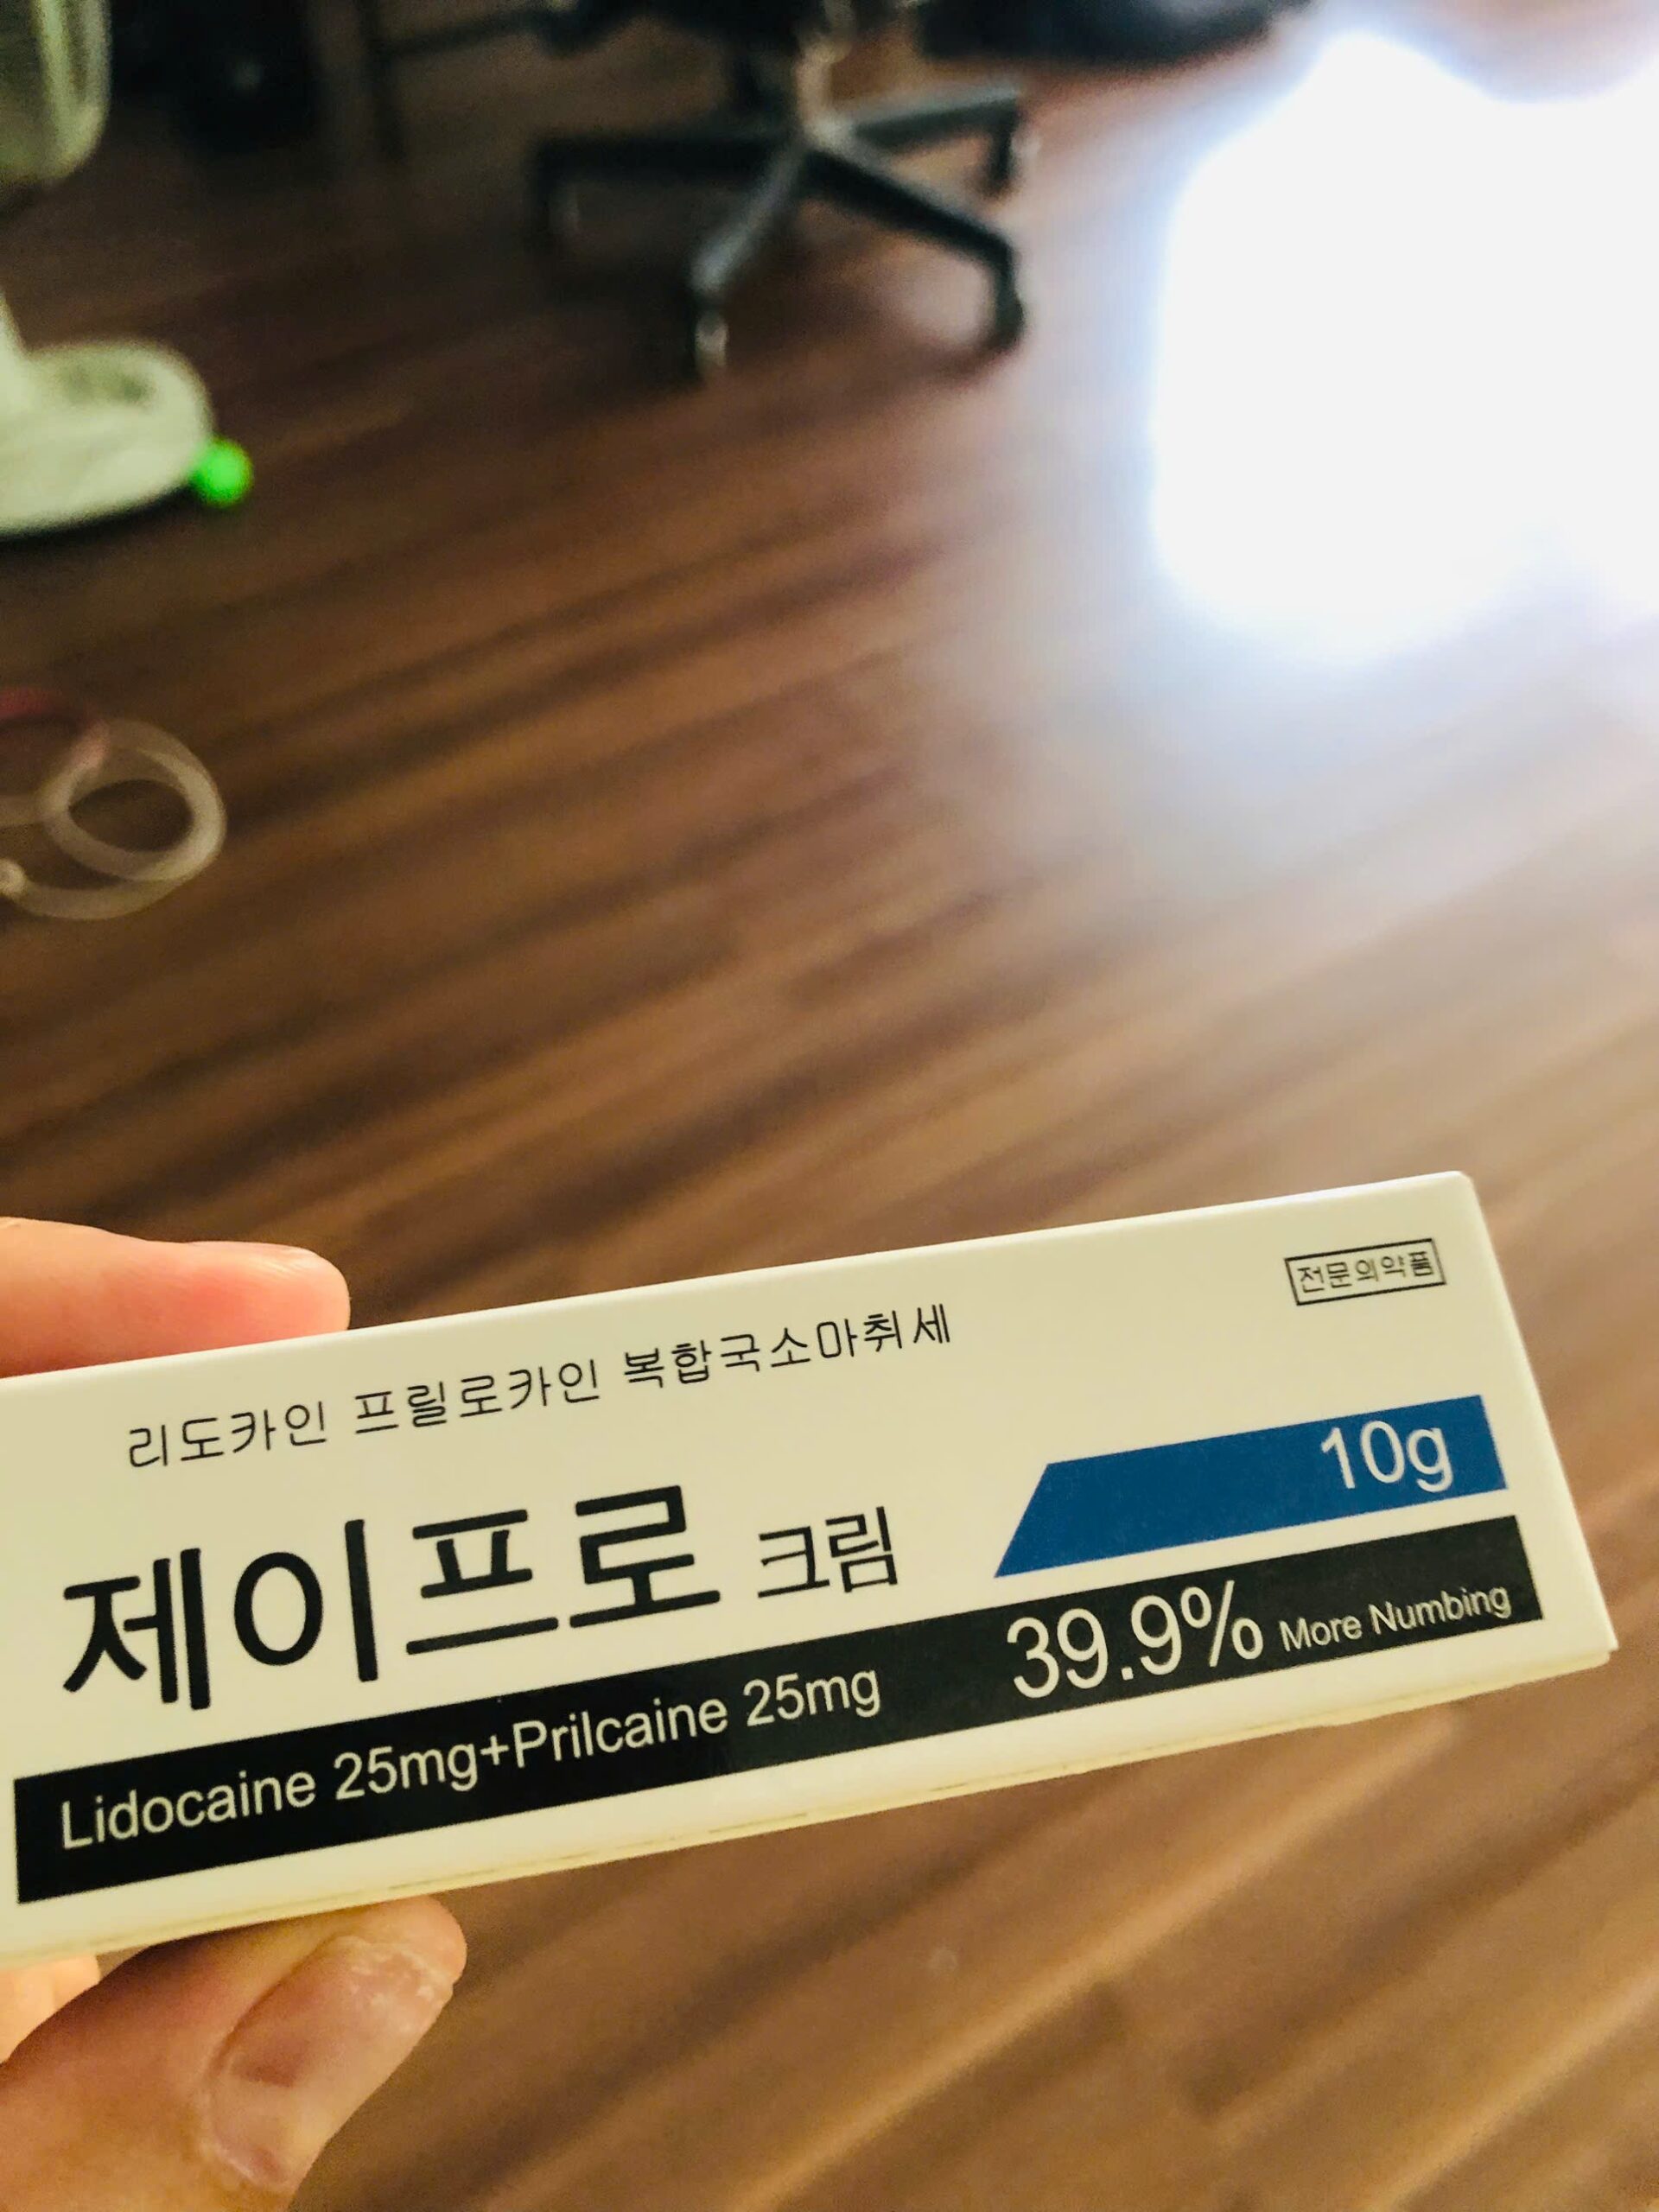 전문의약품
리도카인 프릴로카인 복합국소마취세
제이프로 크림
10g
Lidocaine 25mg+Prilcaine 25mg
39.9% More Numbing